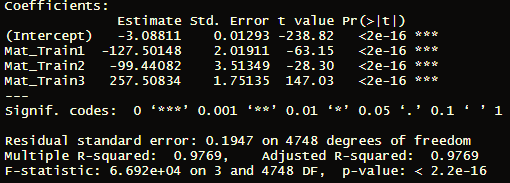 Coefficients:
Estimate Std. Error t value Pr(>|t|)
(Intercept) -3.08811 0.01293 -238.82 <2e-16 ***
Mat_Train1 -127.50148 2.01911 -63.15 <2e-16 ***
Mat_Train2 -99.44082 3.51349 -28.30 <2e-16 ***
Mat_Train3 257.50834 1.75135 147.03 <2e-16 ***
---
Signif. codes: 0 ‘***’ 0.001 ‘**’ 0.01 ‘*’ 0.05 ‘.’ 0.1 ‘ ’ 1
Residual standard error: 0.1947 on 4748 degrees of freedom
Multiple R-squared: 0.9769, Adjusted R-squared: 0.9769
F-statistic: 6.692e+04 on 3 and 4748 DF, p-value: < 2.2e-16